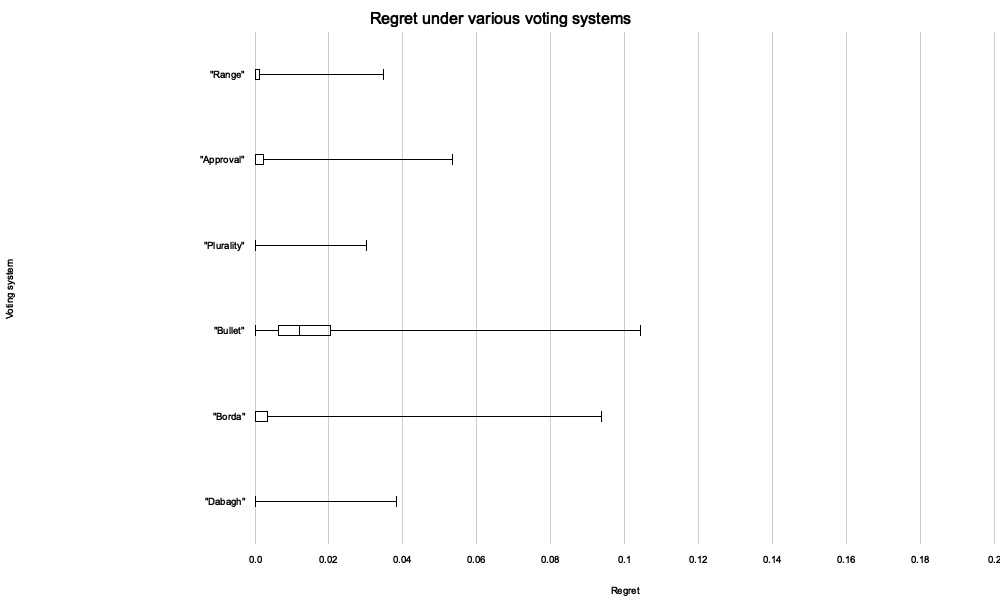 Regret under various voting systems
"Range"
"Approval"
"Plurality"
Voting system
"Bullet"
"Borda"
"Dabagh"
0.0 0.02 0.04 0.06 0.08 0.1 0.12 0.14 0.16 0.18 0.2
Regret